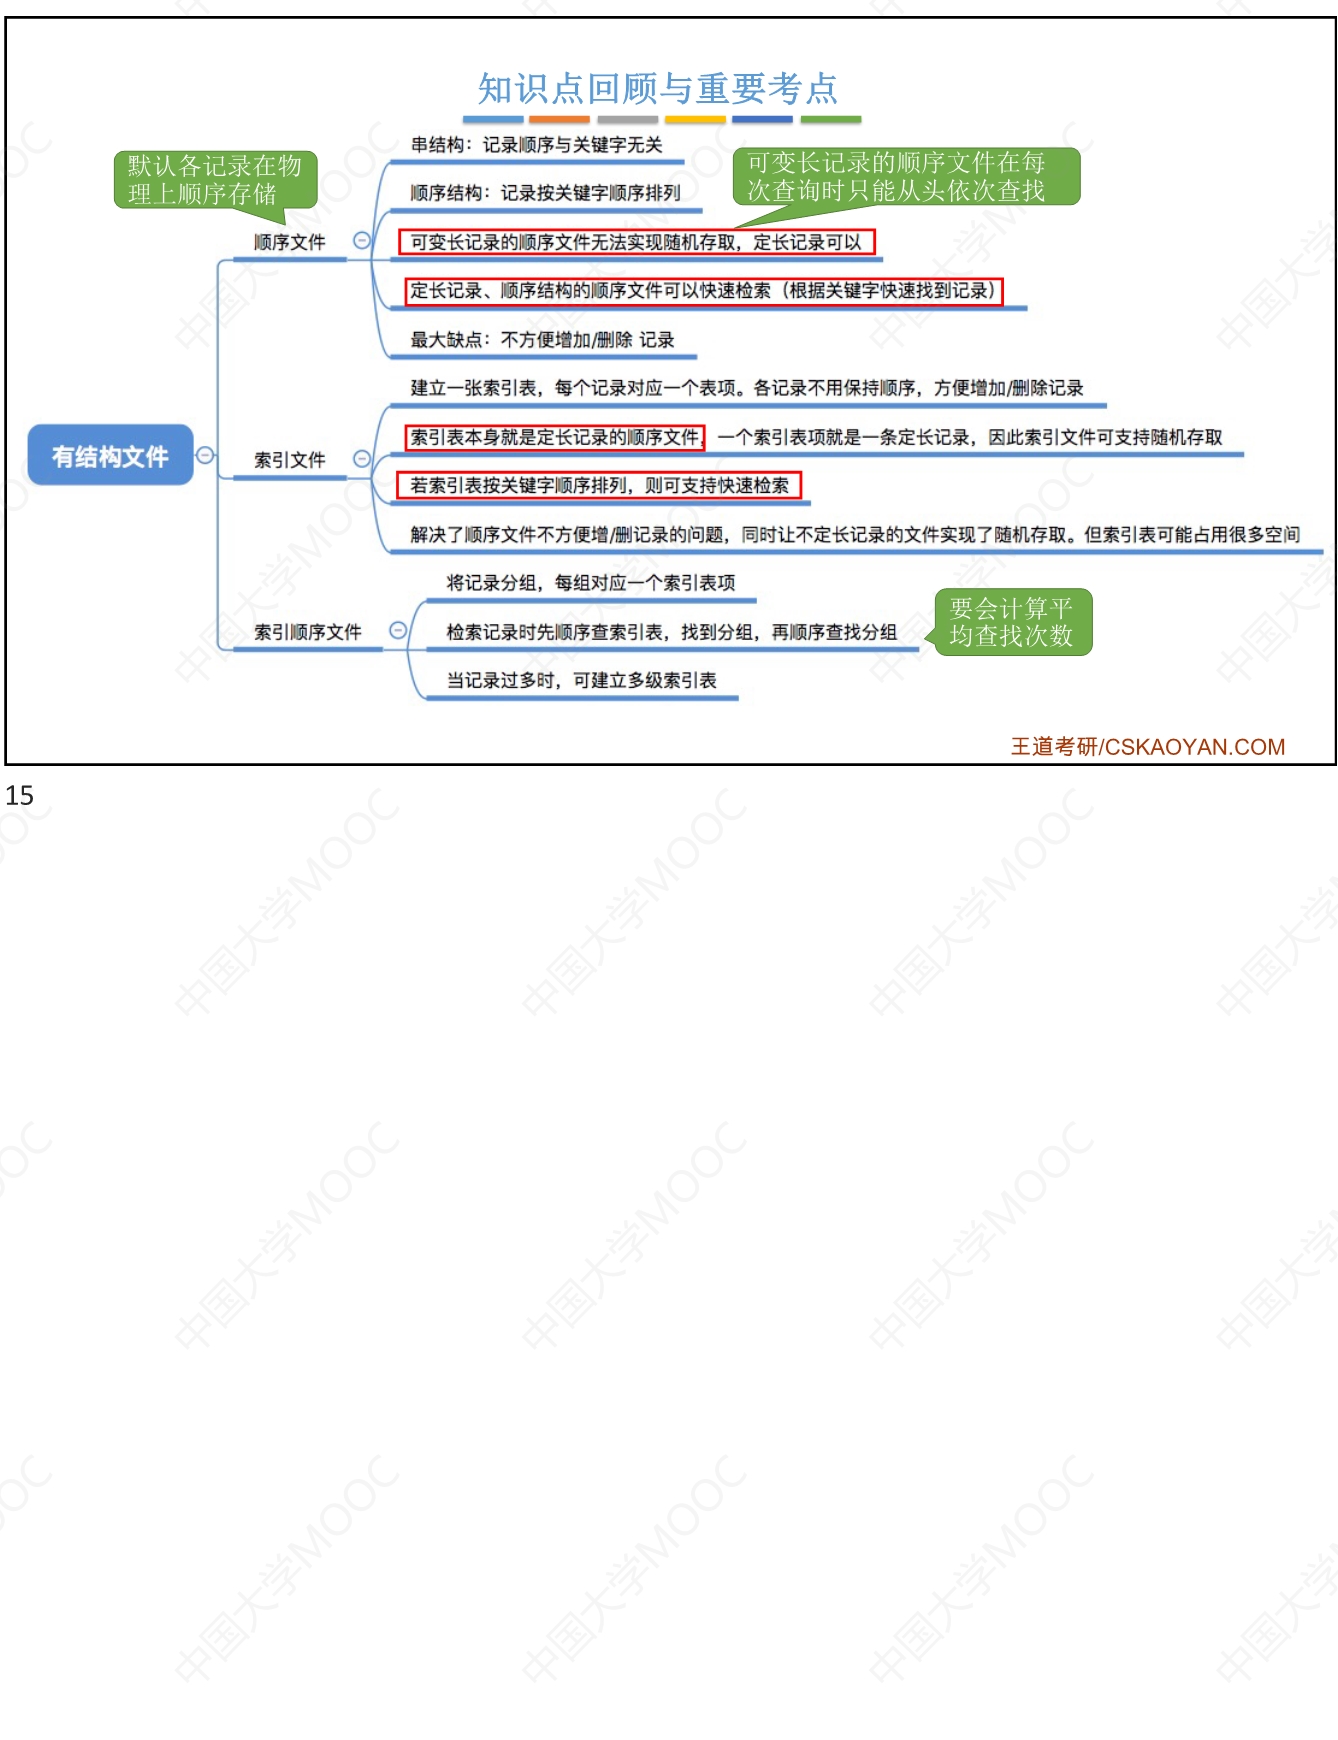 知识点回顾与重要考点
默认各记录在物
理上顺序存储
可变长记录的顺序文件在每
次查询时只能从头依次查找
有结构文件
顺序文件
串结构：记录顺序与关键字无关
顺序结构：记录按关键字顺序排列
可变长记录的顺序文件无法实现随机存取，定长记录可以
定长记录、顺序结构的顺序文件可以快速检索（根据关键字快速找到记录）
最大缺点：不方便增加/删除 记录
索引文件
建立一张索引表，每个记录对应一个表项。各记录不用保持顺序，方便增加/删除记录
索引表本身就是定长记录的顺序文件，一个索引表项就是一条定长记录，因此索引文件可支持随机存取
若索引表按关键字顺序排列，则可支持快速检索
解决了顺序文件不方便增/删记录的问题，同时让不定长记录的文件实现了随机存取。但索引表可能占用很多空间
索引顺序文件
将记录分组，每组对应一个索引表项
检索记录时先顺序查索引表，找到分组，再顺序查找分组
当记录过多时，可建立多级索引表
要会计算平
均查找次数
王道考研/CSKAOYAN.COM
15
中国大学MOOC